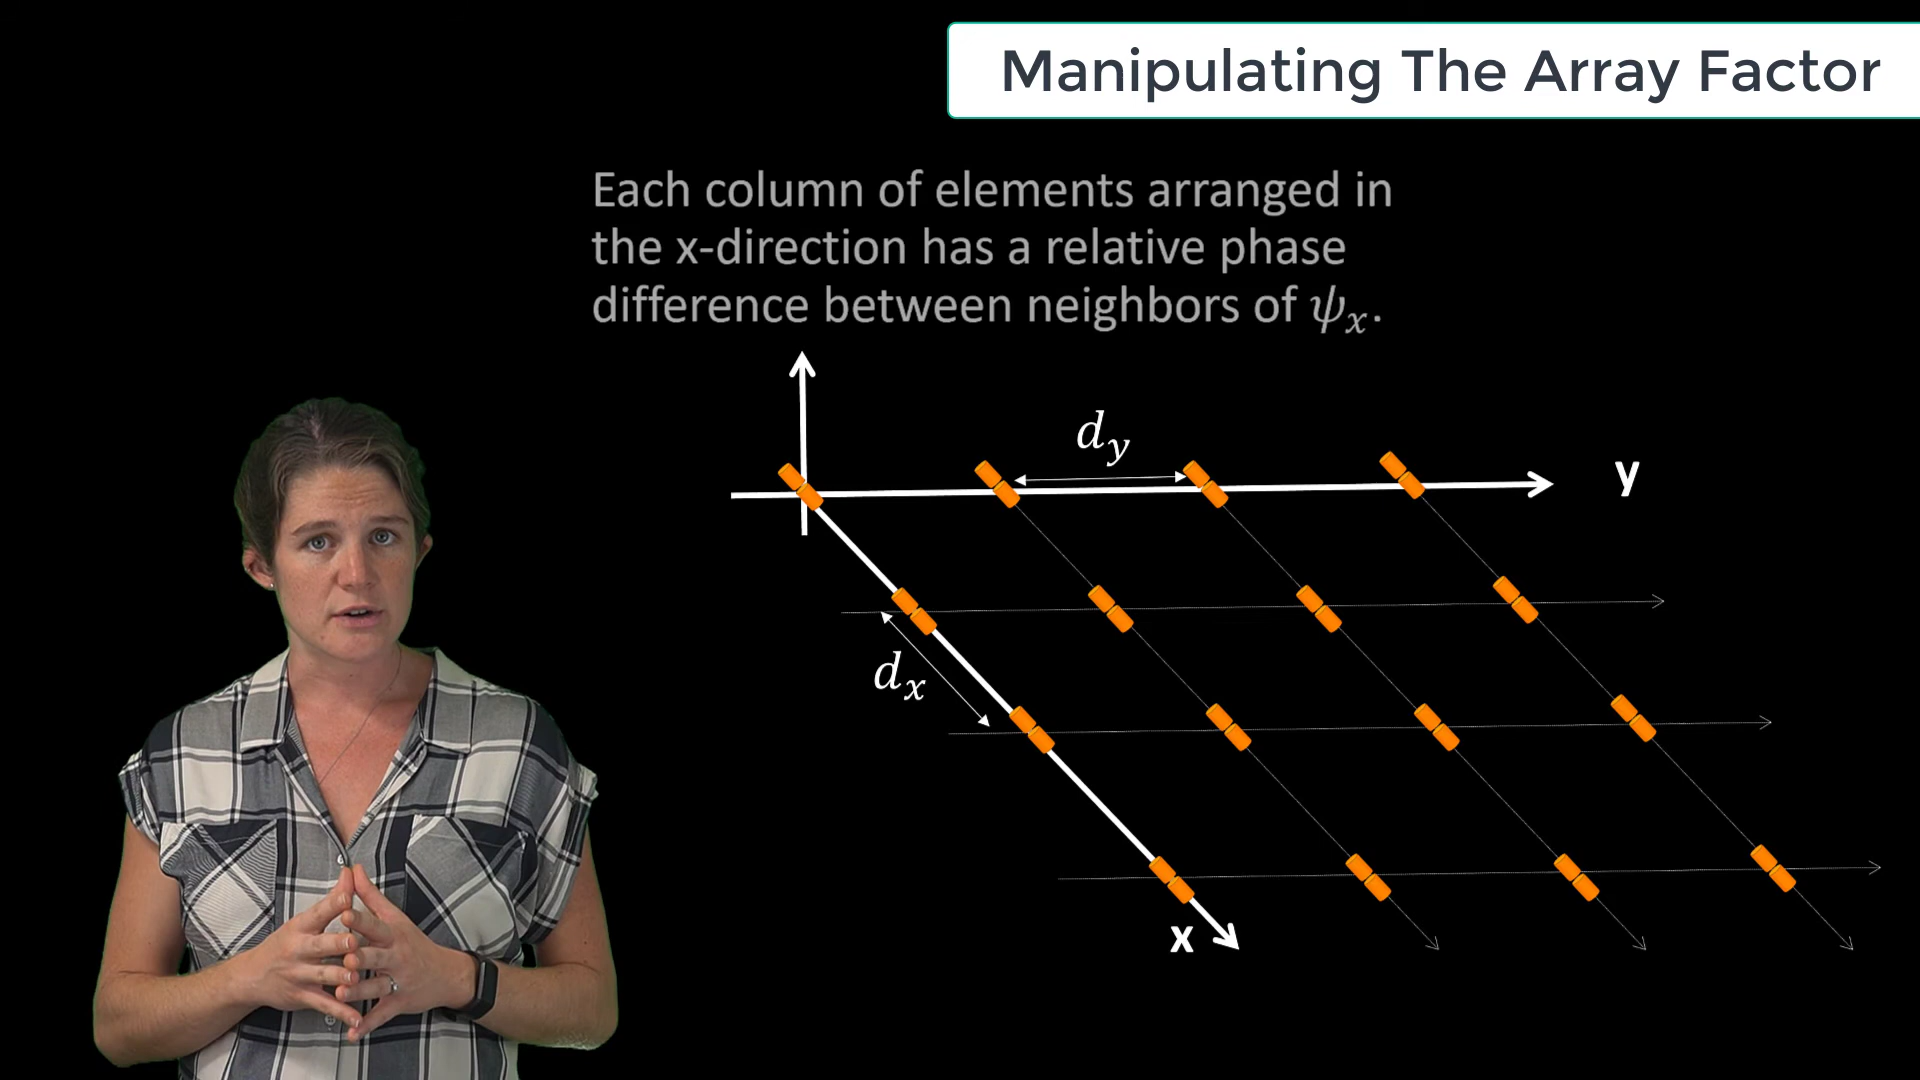 Manipulating The Array Factor
Each column of elements arranged in
the x-direction has a relative phase
difference between neighbors of ψₓ.
d_y
y
dₓ
x